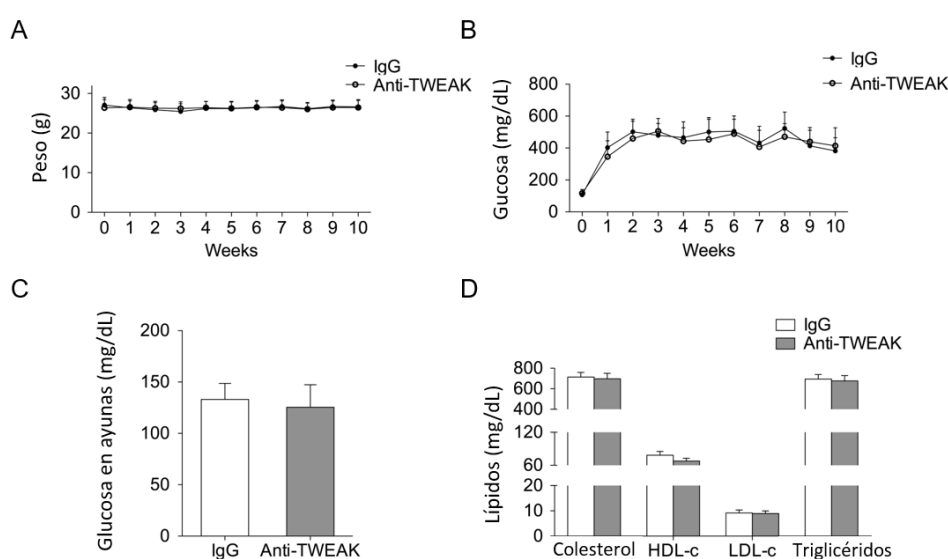 A
IgG
Anti-TWEAK
Peso (g)
30
20
10
0
0 1 2 3 4 5 6 7 8 9 10
Weeks
B
IgG
Anti-TWEAK
Gucosa (mg/dL)
800
600
400
200
0
0 1 2 3 4 5 6 7 8 9 10
Weeks
C
Glucosa en ayunas (mg/dL)
200
150
100
50
0
IgG Anti-TWEAK
D
IgG
Anti-TWEAK
Lípidos (mg/dL)
800
600
400
120
60
10
0
Colesterol HDL-c LDL-c Triglicéridos